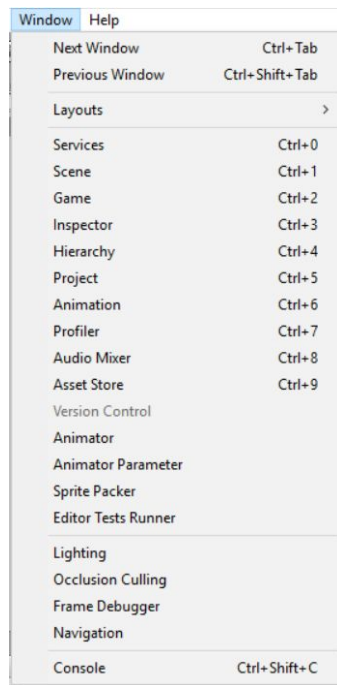 Window Help
Next Window Ctrl+Tab
Previous Window Ctrl+Shift+Tab
Layouts >
Services Ctrl+0
Scene Ctrl+1
Game Ctrl+2
Inspector Ctrl+3
Hierarchy Ctrl+4
Project Ctrl+5
Animation Ctrl+6
Profiler Ctrl+7
Audio Mixer Ctrl+8
Asset Store Ctrl+9
Version Control
Animator
Animator Parameter
Sprite Packer
Editor Tests Runner
Lighting
Occlusion Culling
Frame Debugger
Navigation
Console Ctrl+Shift+C